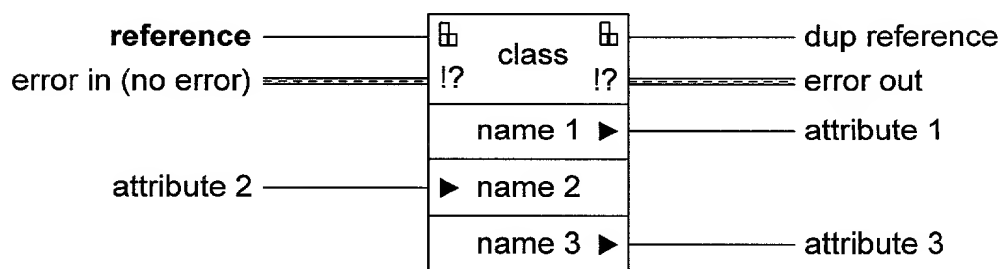 reference
class
dup reference
error in (no error)
!?
!?
error out
name 1
attribute 1
attribute 2
name 2
name 3
attribute 3